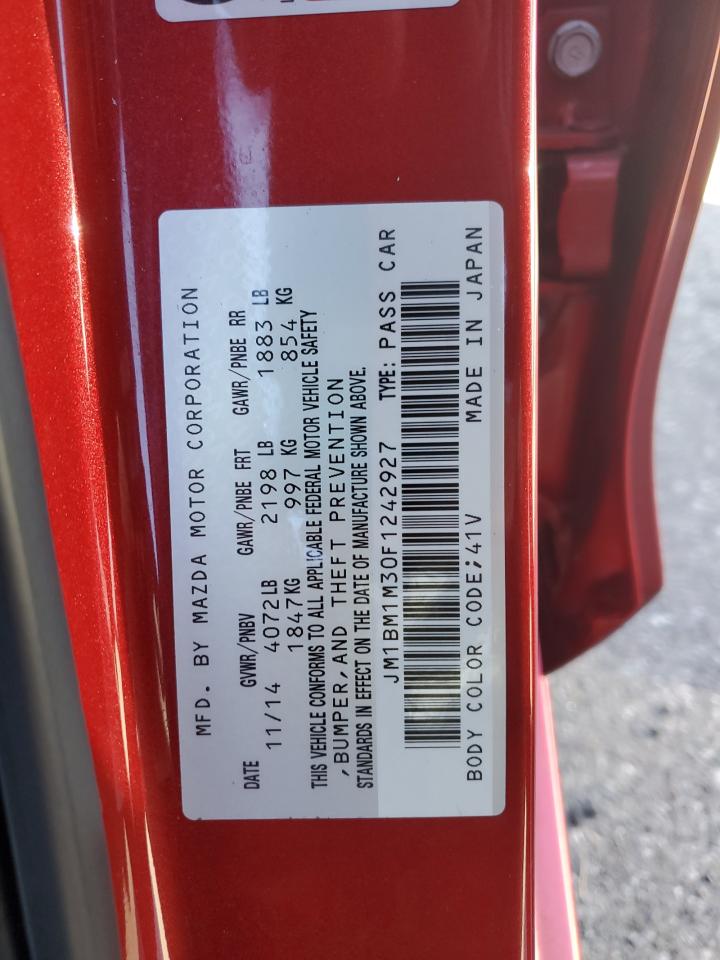 MFD. BY MAZDA MOTOR CORPORATION
DATE GVWR/PNBV GAWR/PNBE FRT GAWR/PNBE RR
11/14 4072LB 2198 LB 1883 LB
1847KG 997 KG 854 KG
THIS VEHICLE CONFORMS TO ALL APPLICABLE FEDERAL MOTOR VEHICLE SAFETY
,BUMPER,AND THEFT PREVENTION
STANDARDS IN EFFECT ON THE DATE OF MANUFACTURE SHOWN ABOVE.
JM1BM1M30F1242927 TYPE: PASS CAR
BODY COLOR CODE;41V MADE IN JAPAN